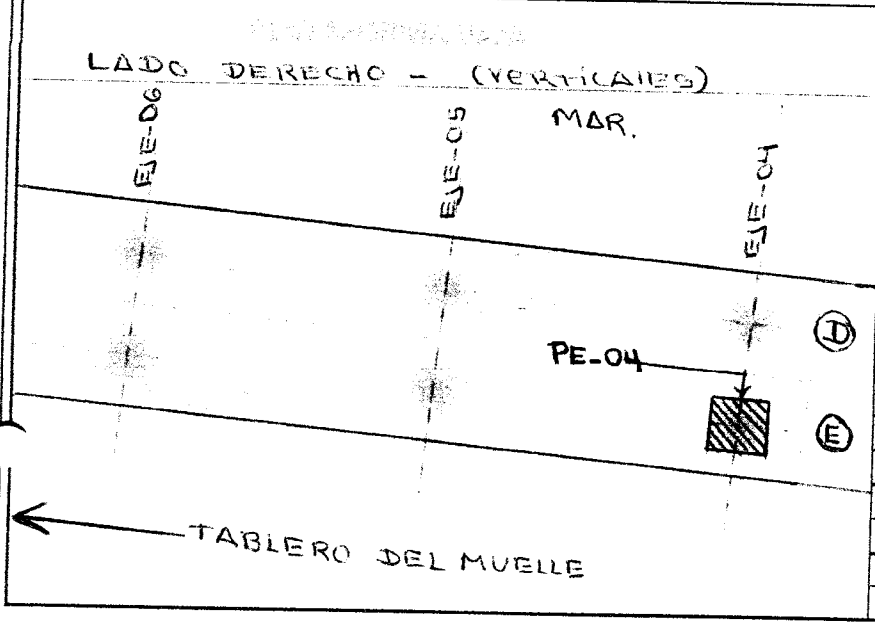 LADO DERECHO - (VERTICALES)
MAR.
EJE-06
EJE-05
EJE-04
D
PE-04
E
TABLERO DEL MUELLE